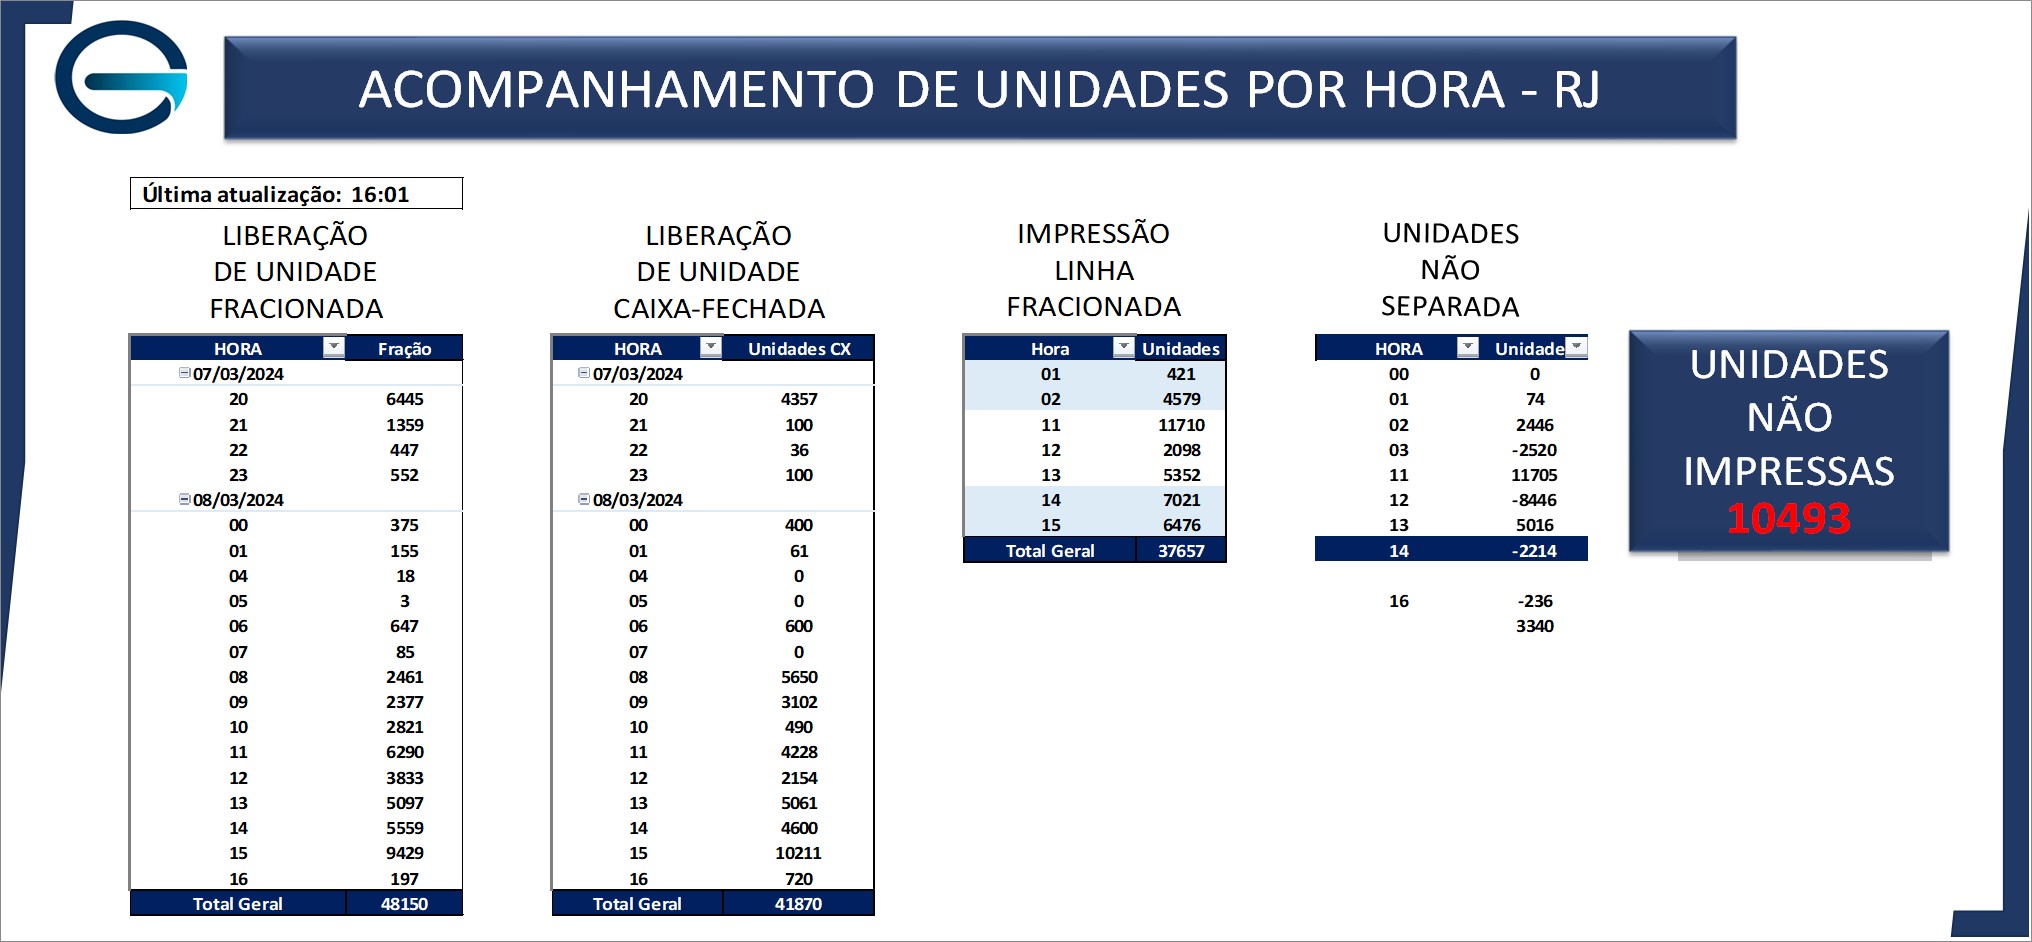 ACOMPANHAMENTO DE UNIDADES POR HORA - RJ
Última atualização: 16:01
LIBERAÇÃO
DE UNIDADE
FRACIONADA
HORA Fração
07/03/2024
20 6445
21 1359
22 447
23 552
08/03/2024
00 375
01 155
04 18
05 3
06 647
07 85
08 2461
09 2377
10 2821
11 6290
12 3833
13 5097
14 5559
15 9429
16 197
Total Geral 48150
LIBERAÇÃO
DE UNIDADE
CAIXA-FECHADA
HORA Unidades CX
07/03/2024
20 4357
21 100
22 36
23 100
08/03/2024
00 400
01 61
04 0
05 0
06 600
07 0
08 5650
09 3102
10 490
11 4228
12 2154
13 5061
14 4600
15 10211
16 720
Total Geral 41870
IMPRESSÃO
LINHA
FRACIONADA
Hora Unidades
01 421
02 4579
11 11710
12 2098
13 5352
14 7021
15 6476
Total Geral 37657
UNIDADES
NÃO
SEPARADA
HORA Unidade
00 0
01 74
02 2446
03 -2520
11 11705
12 -8446
13 5016
14 -2214
16 -236
3340
UNIDADES
NÃO
IMPRESSAS
10493